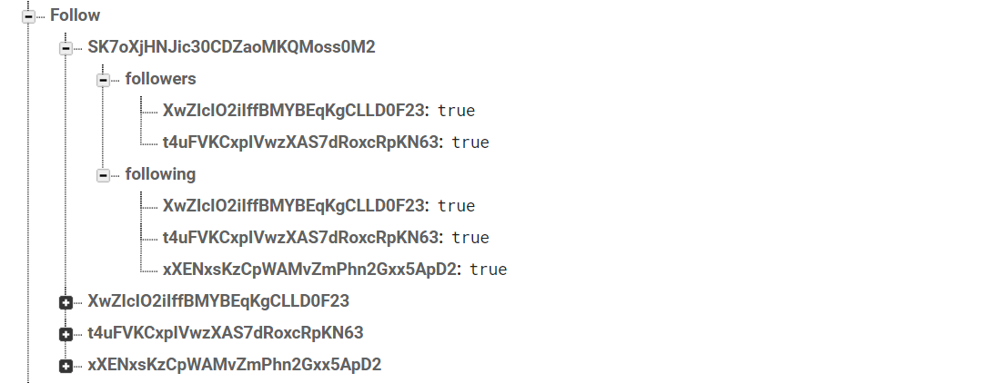 Follow
SK7oXjHNJic30CDZaoMKQMoss0M2
followers
XwZIcIO2iIffBMYBEqKgCLLD0F23: true
t4uFVKCxpIVwzXAS7dRoxcRpKN63: true
following
XwZIcIO2iIffBMYBEqKgCLLD0F23: true
t4uFVKCxpIVwzXAS7dRoxcRpKN63: true
xXENxsKzCpWAMvZmPhn2Gxx5ApD2: true
XwZIcIO2iIffBMYBEqKgCLLD0F23
t4uFVKCxpIVwzXAS7dRoxcRpKN63
xXENxsKzCpWAMvZmPhn2Gxx5ApD2